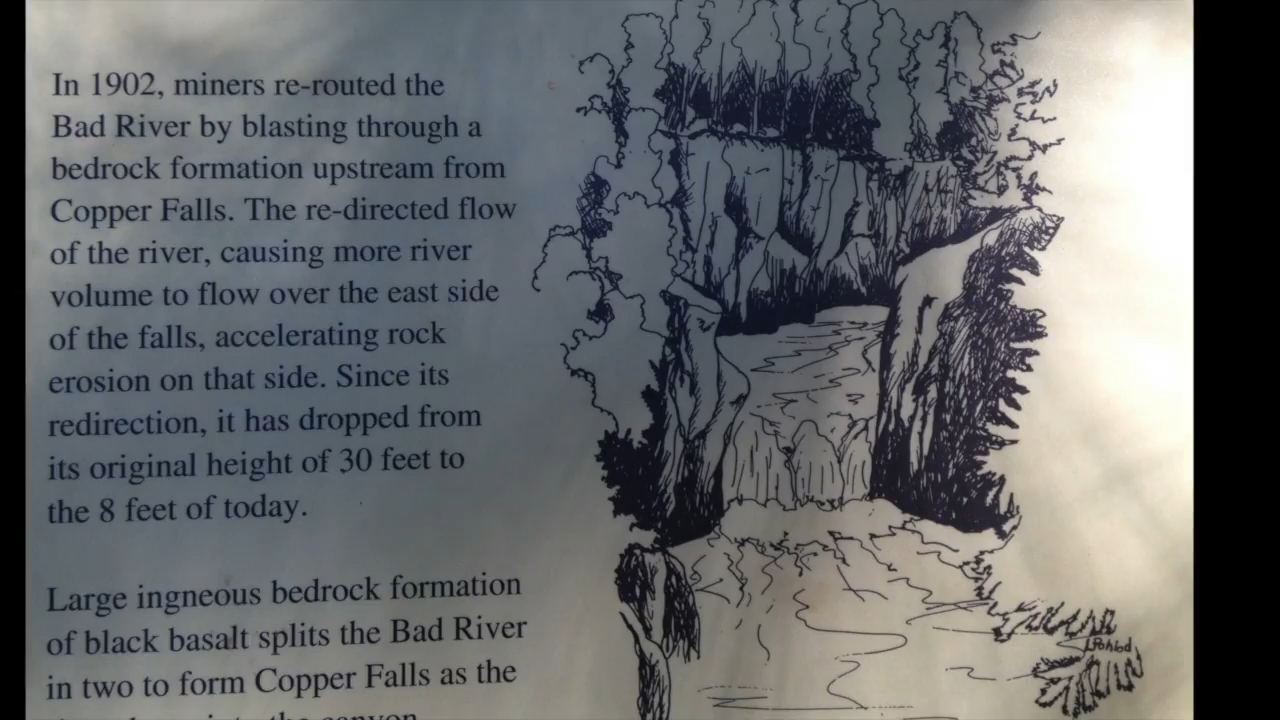 In 1902, miners re-routed the
Bad River by blasting through a
bedrock formation upstream from
Copper Falls. The re-directed flow
of the river, causing more river
volume to flow over the east side
of the falls, accelerating rock
erosion on that side. Since its
redirection, it has dropped from
its original height of 30 feet to
the 8 feet of today.
Large ingneous bedrock formation
of black basalt splits the Bad River
in two to form Copper Falls as the
into the canyon
LPohlod